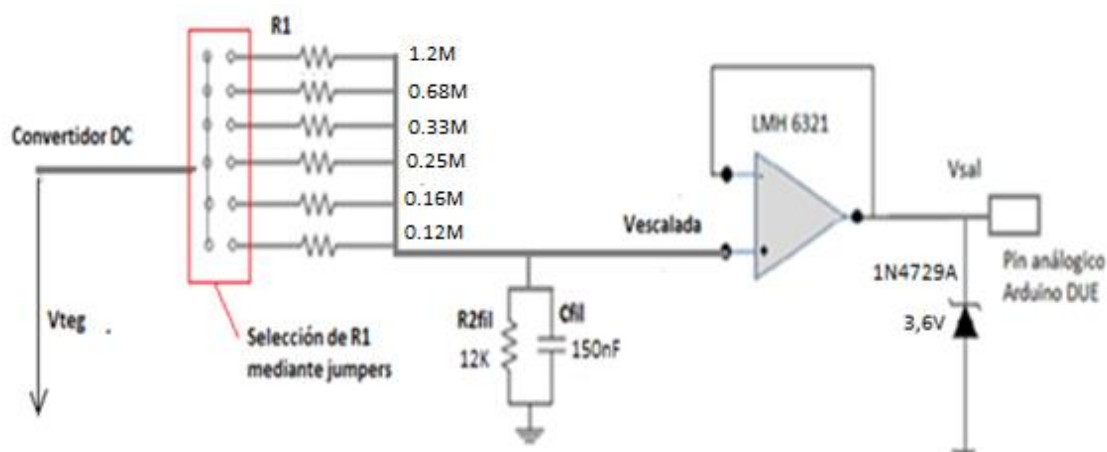 R1
1.2M
0.68M
0.33M
0.25M
0.16M
0.12M
Convertidor DC
Vteg .
Selección de R1
mediante jumpers
R2fil
12K
Cfil
150nF
Vescalada
LMH 6321
Vsal
1N4729A
3,6V
Pin análogico
Arduino DUE